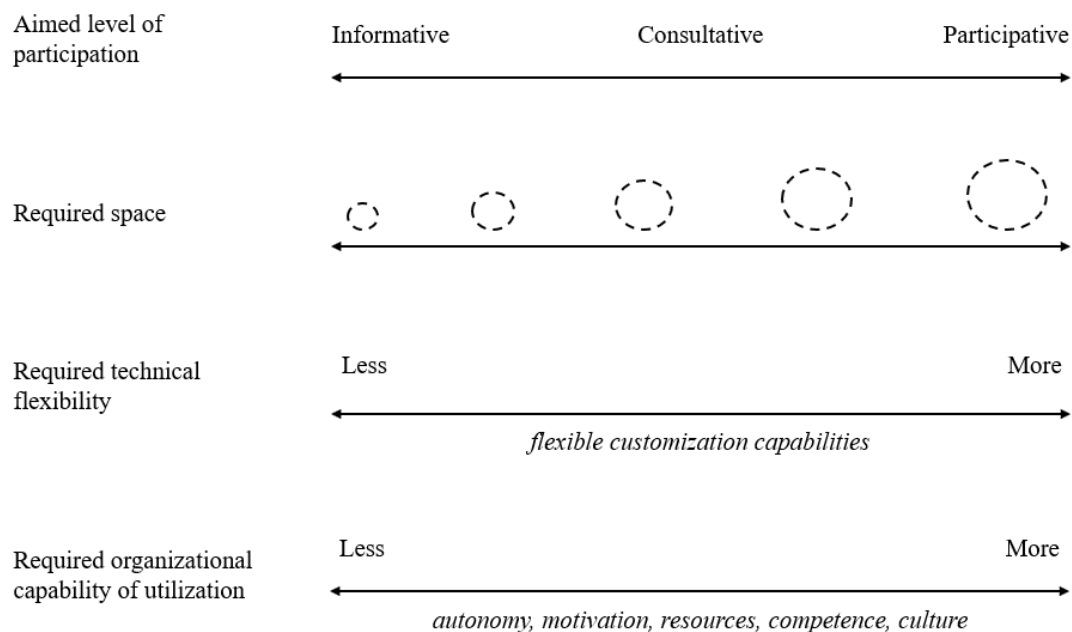 Aimed level of
participation
Informative Consultative Participative
Required space
Required technical
flexibility
Less More
flexible customization capabilities
Required organizational
capability of utilization
Less More
autonomy, motivation, resources, competence, culture